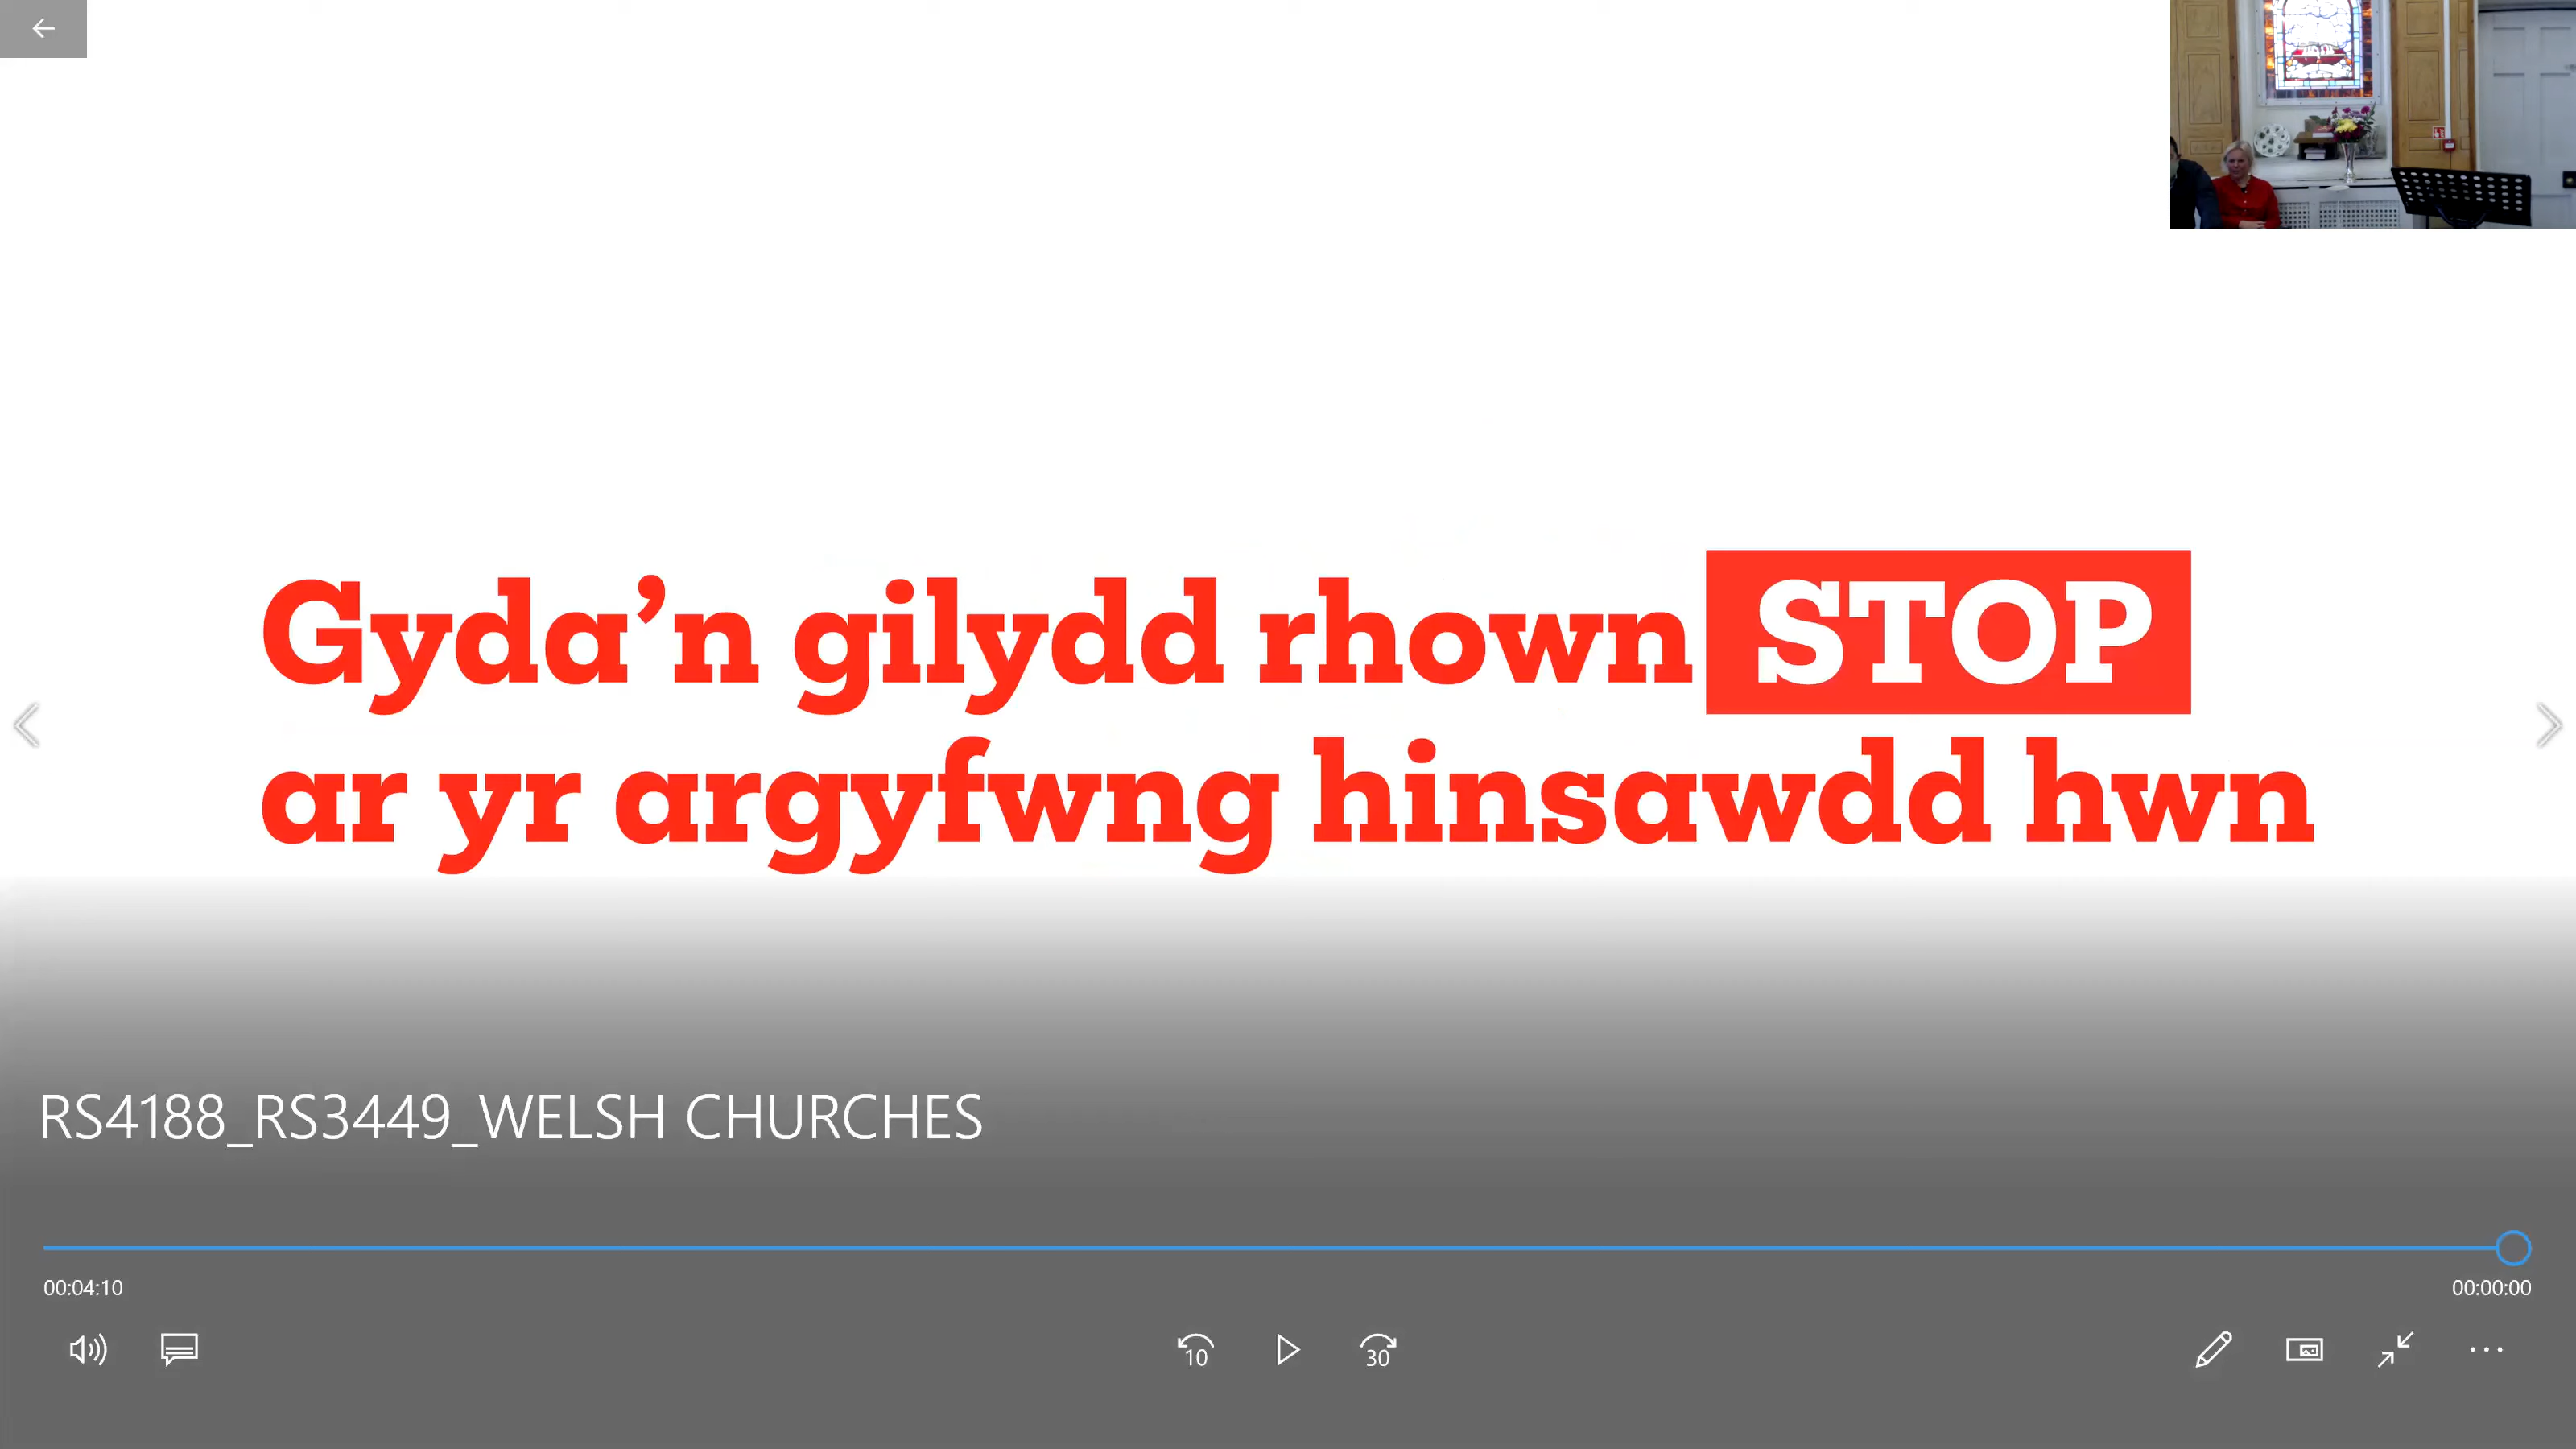 Gyda’n gilydd rhown STOP
ar yr argyfwng hinsawdd hwn
RS4188_RS3449_WELSH CHURCHES
00:04:10
00:00:00
10
30